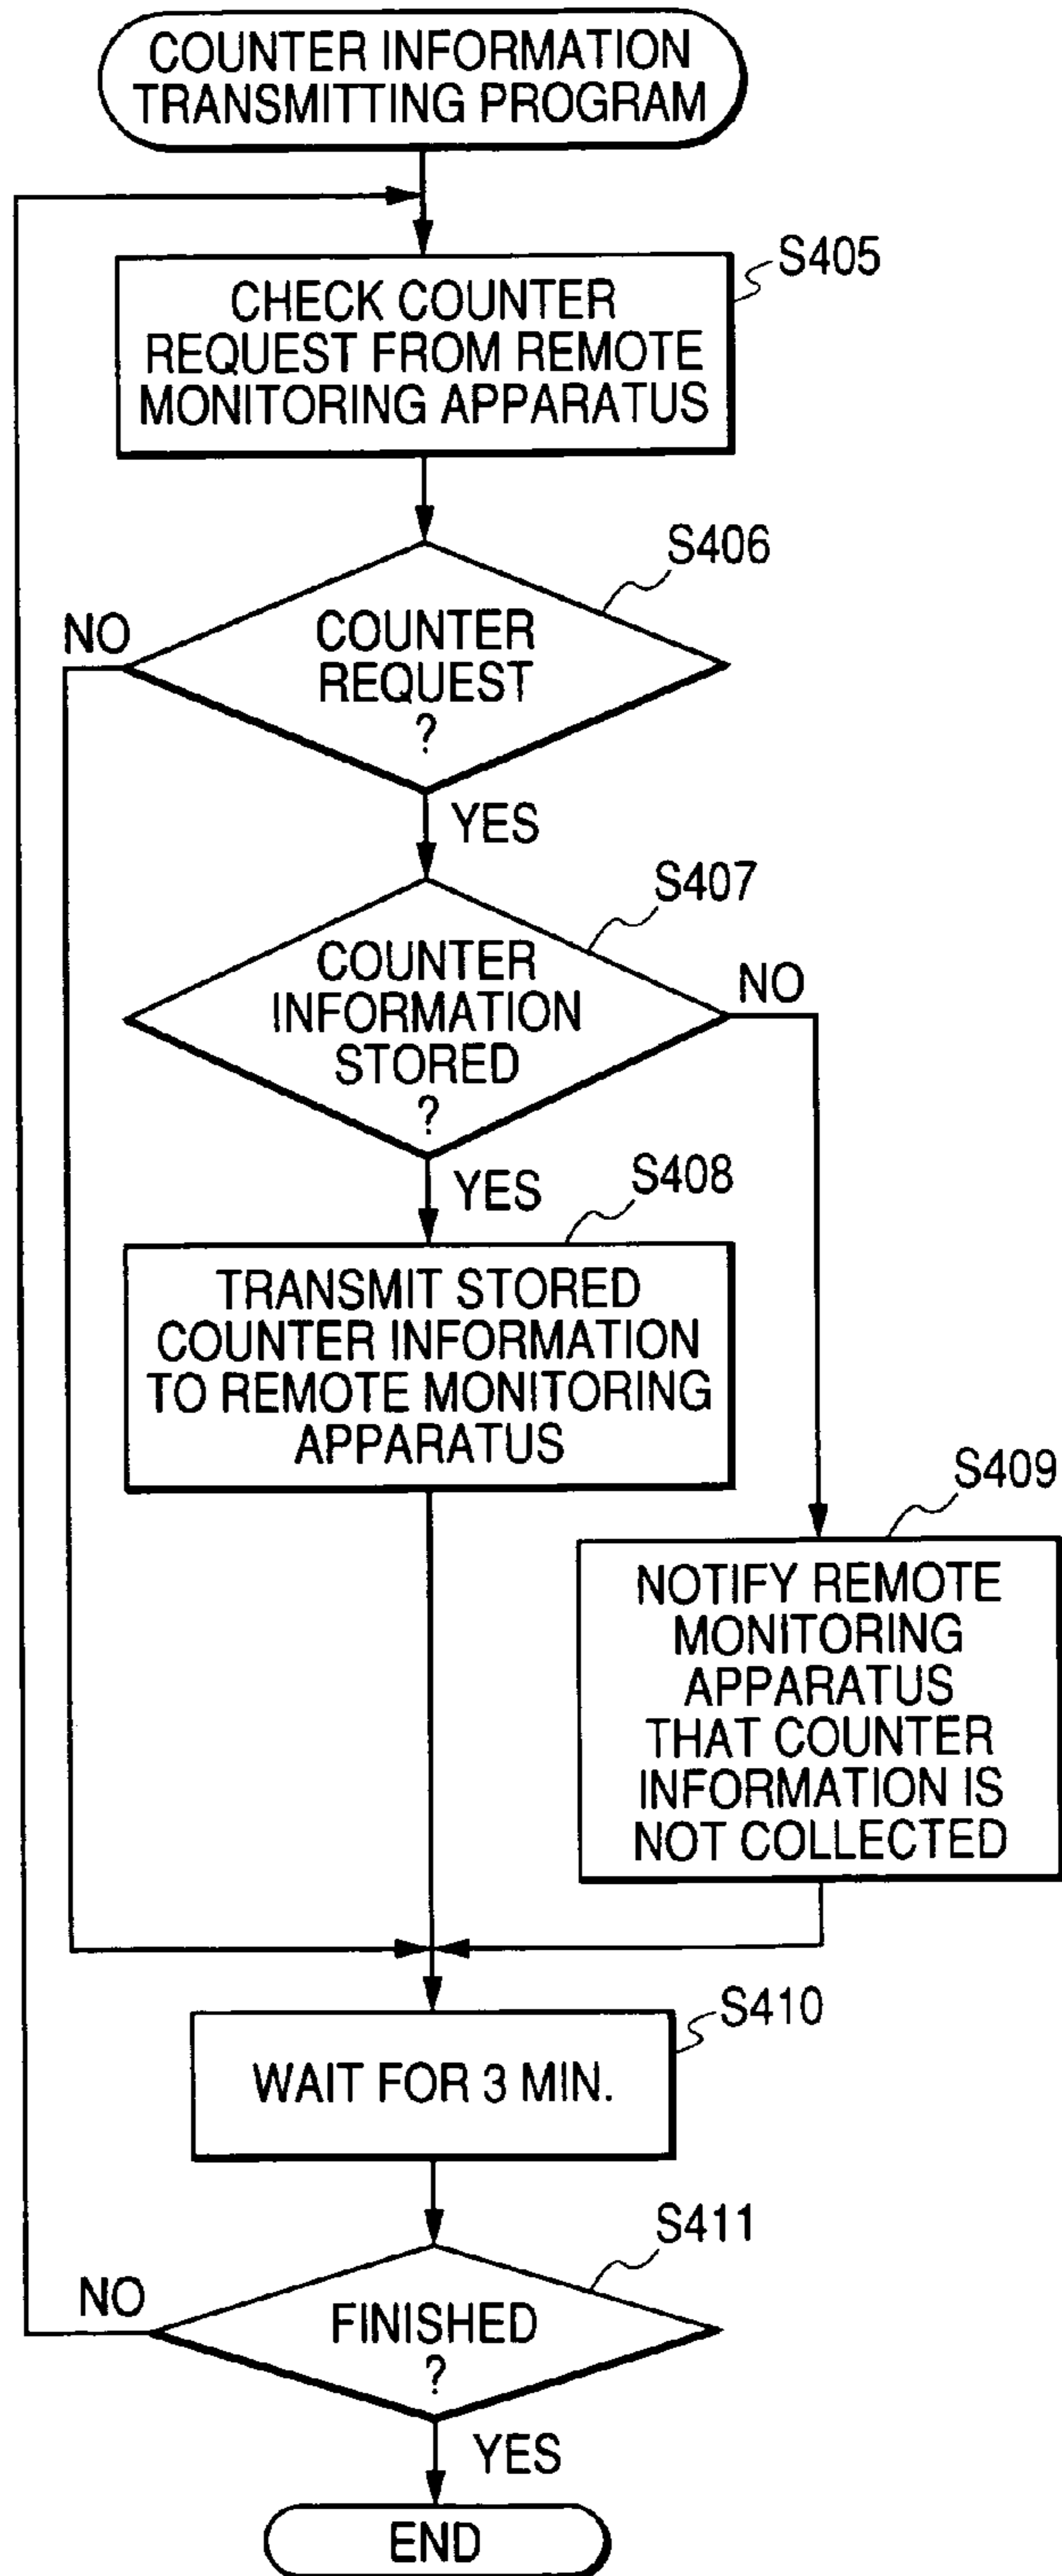 COUNTER INFORMATION
TRANSMITTING PROGRAM
S405
CHECK COUNTER
REQUEST FROM REMOTE
MONITORING APPARATUS
S406
NO
COUNTER
REQUEST
?
YES
S407
COUNTER
INFORMATION
STORED
?
NO
YES
S408
TRANSMIT STORED
COUNTER INFORMATION
TO REMOTE MONITORING
APPARATUS
S409
NOTIFY REMOTE
MONITORING
APPARATUS
THAT COUNTER
INFORMATION IS
NOT COLLECTED
S410
WAIT FOR 3 MIN.
S411
NO
FINISHED
?
YES
END